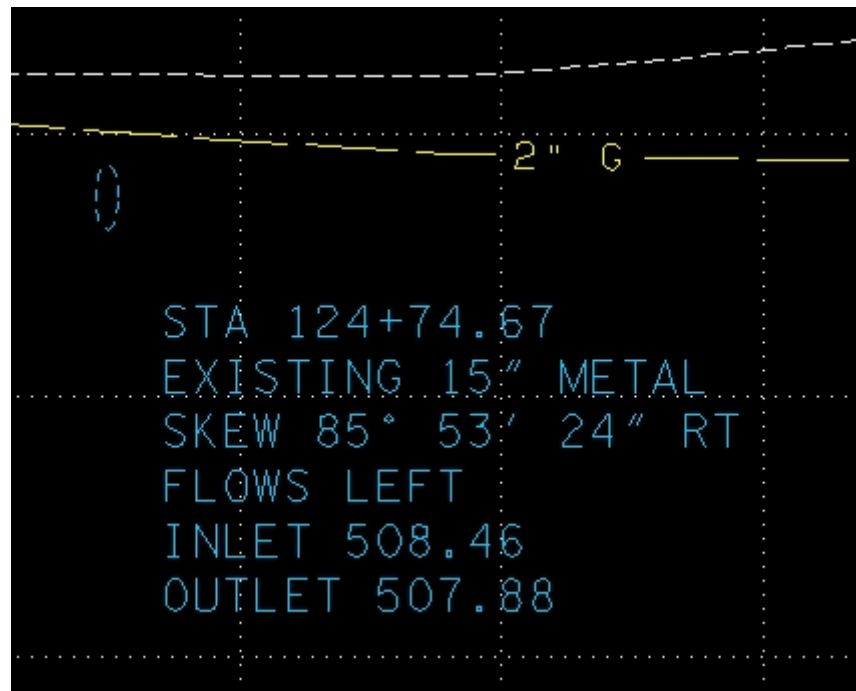 2" G
STA 124+74.67
EXISTING 15" METAL
SKEW 85° 53' 24" RT
FLOWS LEFT
INLET 508.46
OUTLET 507.88